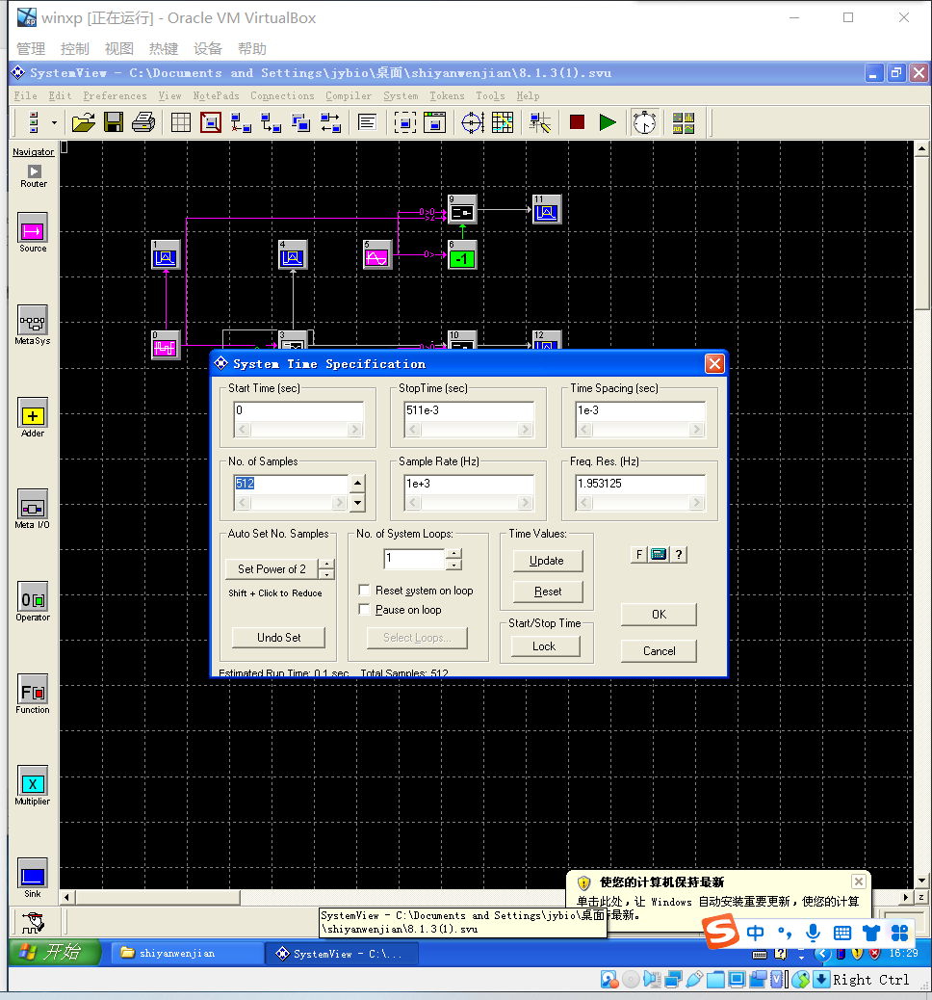 winxp [正在运行] - Oracle VM VirtualBox
管理 控制 视图 热键 设备 帮助
SystemView - C:\Documents and Settings\jybio\桌面\shiyanwenjian\8.1.3(1).svu
File Edit Preferences View NotePads Connections Compiler System Tokens Tools Help
Navigator
Router
Source
MetaSys
Adder
Meta I/O
Operator
Function
Multiplier
Sink
9
11
1
4
5
6
-1
0
3
10
12
System Time Specification
Start Time (sec)
0
StopTime (sec)
511e-3
Time Spacing (sec)
1e-3
No. of Samples
512
Sample Rate (Hz)
1e+3
Freq. Res. (Hz)
1.953125
Auto Set No. Samples
Set Power of 2
Shift + Click to Reduce
Undo Set
No. of System Loops:
1
Reset system on loop
Pause on loop
Select Loops...
Time Values:
Update
Reset
Start/Stop Time
Lock
F ?
OK
Cancel
Estimated Run Time: 0.1 sec Total Samples: 512
使您的计算机保持最新
单击此处，让 Windows 自动安装重要更新，使您的计算
SystemView - C:\Documents and Settings\jybio\桌面
\shiyanwenjian\8.1.3(1).svu
持最新。
中
开始
shiyanwenjian
SystemView - C:\...
16:29
Right Ctrl